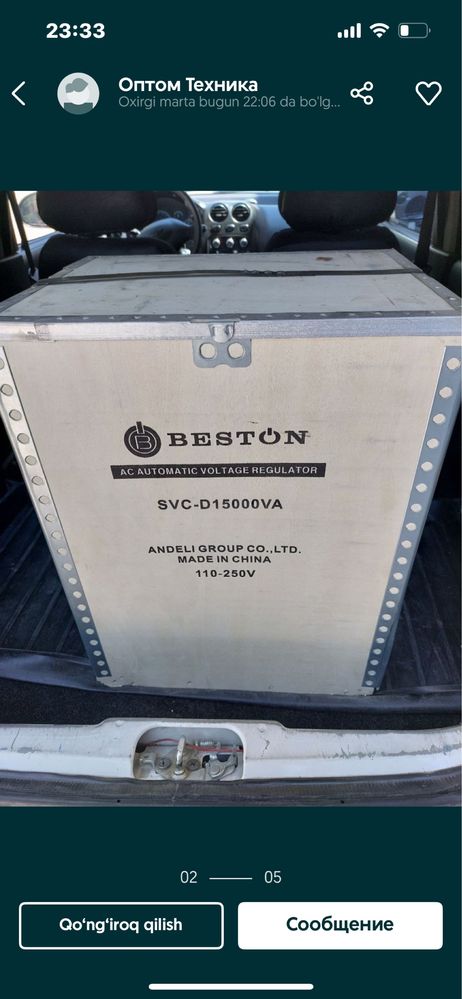 23:33
Оптом Техника
Oxirgi marta bugun 22:06 da bo'lg...
BESTON
AC AUTOMATIC VOLTAGE REGULATOR
SVC-D15000VA
ANDELI GROUP CO.,LTD.
MADE IN CHINA
110-250V
02 05
Qo‘ng‘iroq qilish Сообщение